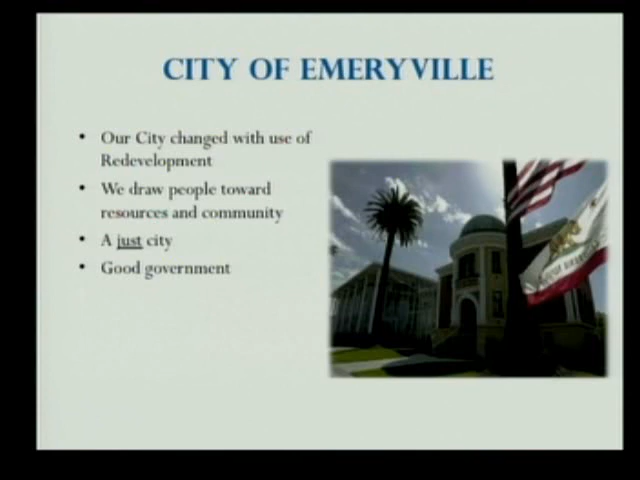 CITY OF EMERYVILLE
• Our City changed with use of
Redevelopment
• We draw people toward
resources and community
• A just city
• Good government